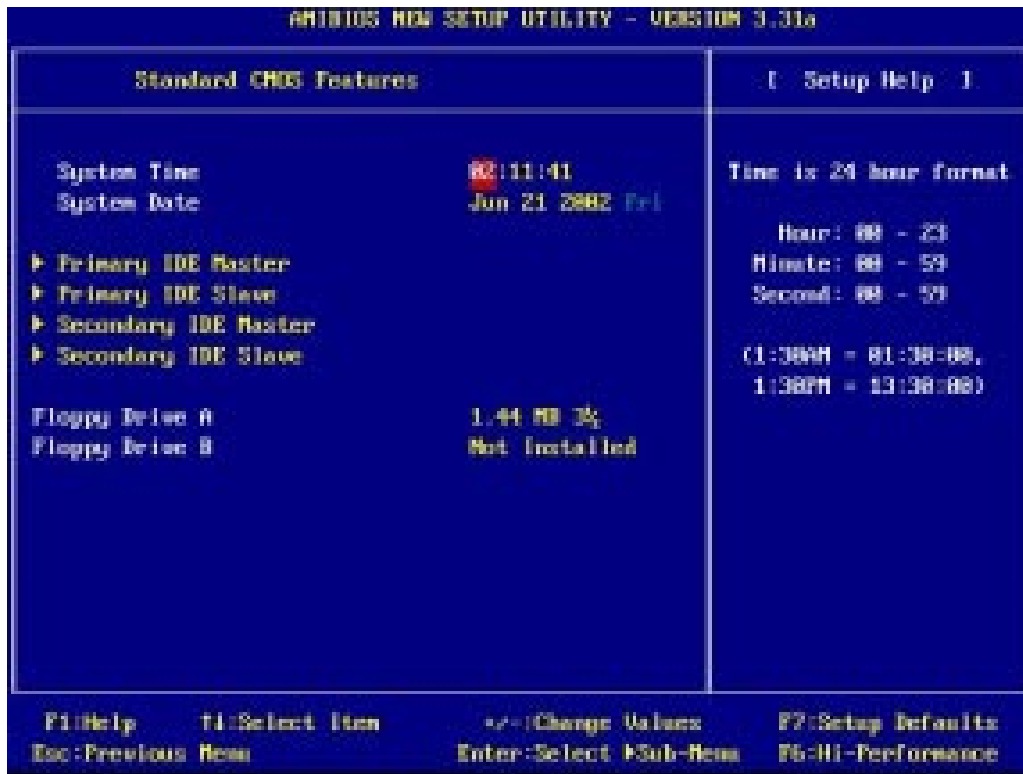 AMIBIOS NEW SETUP UTILITY - VERSION 3.31a
Standard CMOS Features
[ Setup Help ]
System Time 02:11:41
System Date Jun 21 2002 Fri
▶ Primary IDE Master
▶ Primary IDE Slave
▶ Secondary IDE Master
▶ Secondary IDE Slave
Floppy Drive A 1.44 MB 3½
Floppy Drive B Not Installed
Time is 24 hour format
Hour: 00 - 23
Minute: 00 - 59
Second: 00 - 59
(1:30AM = 01:30:00,
1:30PM = 13:30:00)
F1:Help ↑↓:Select Item +/-:Change Values F7:Setup Defaults
Esc:Previous Menu Enter:Select ▶Sub-Menu F6:Hi-Performance